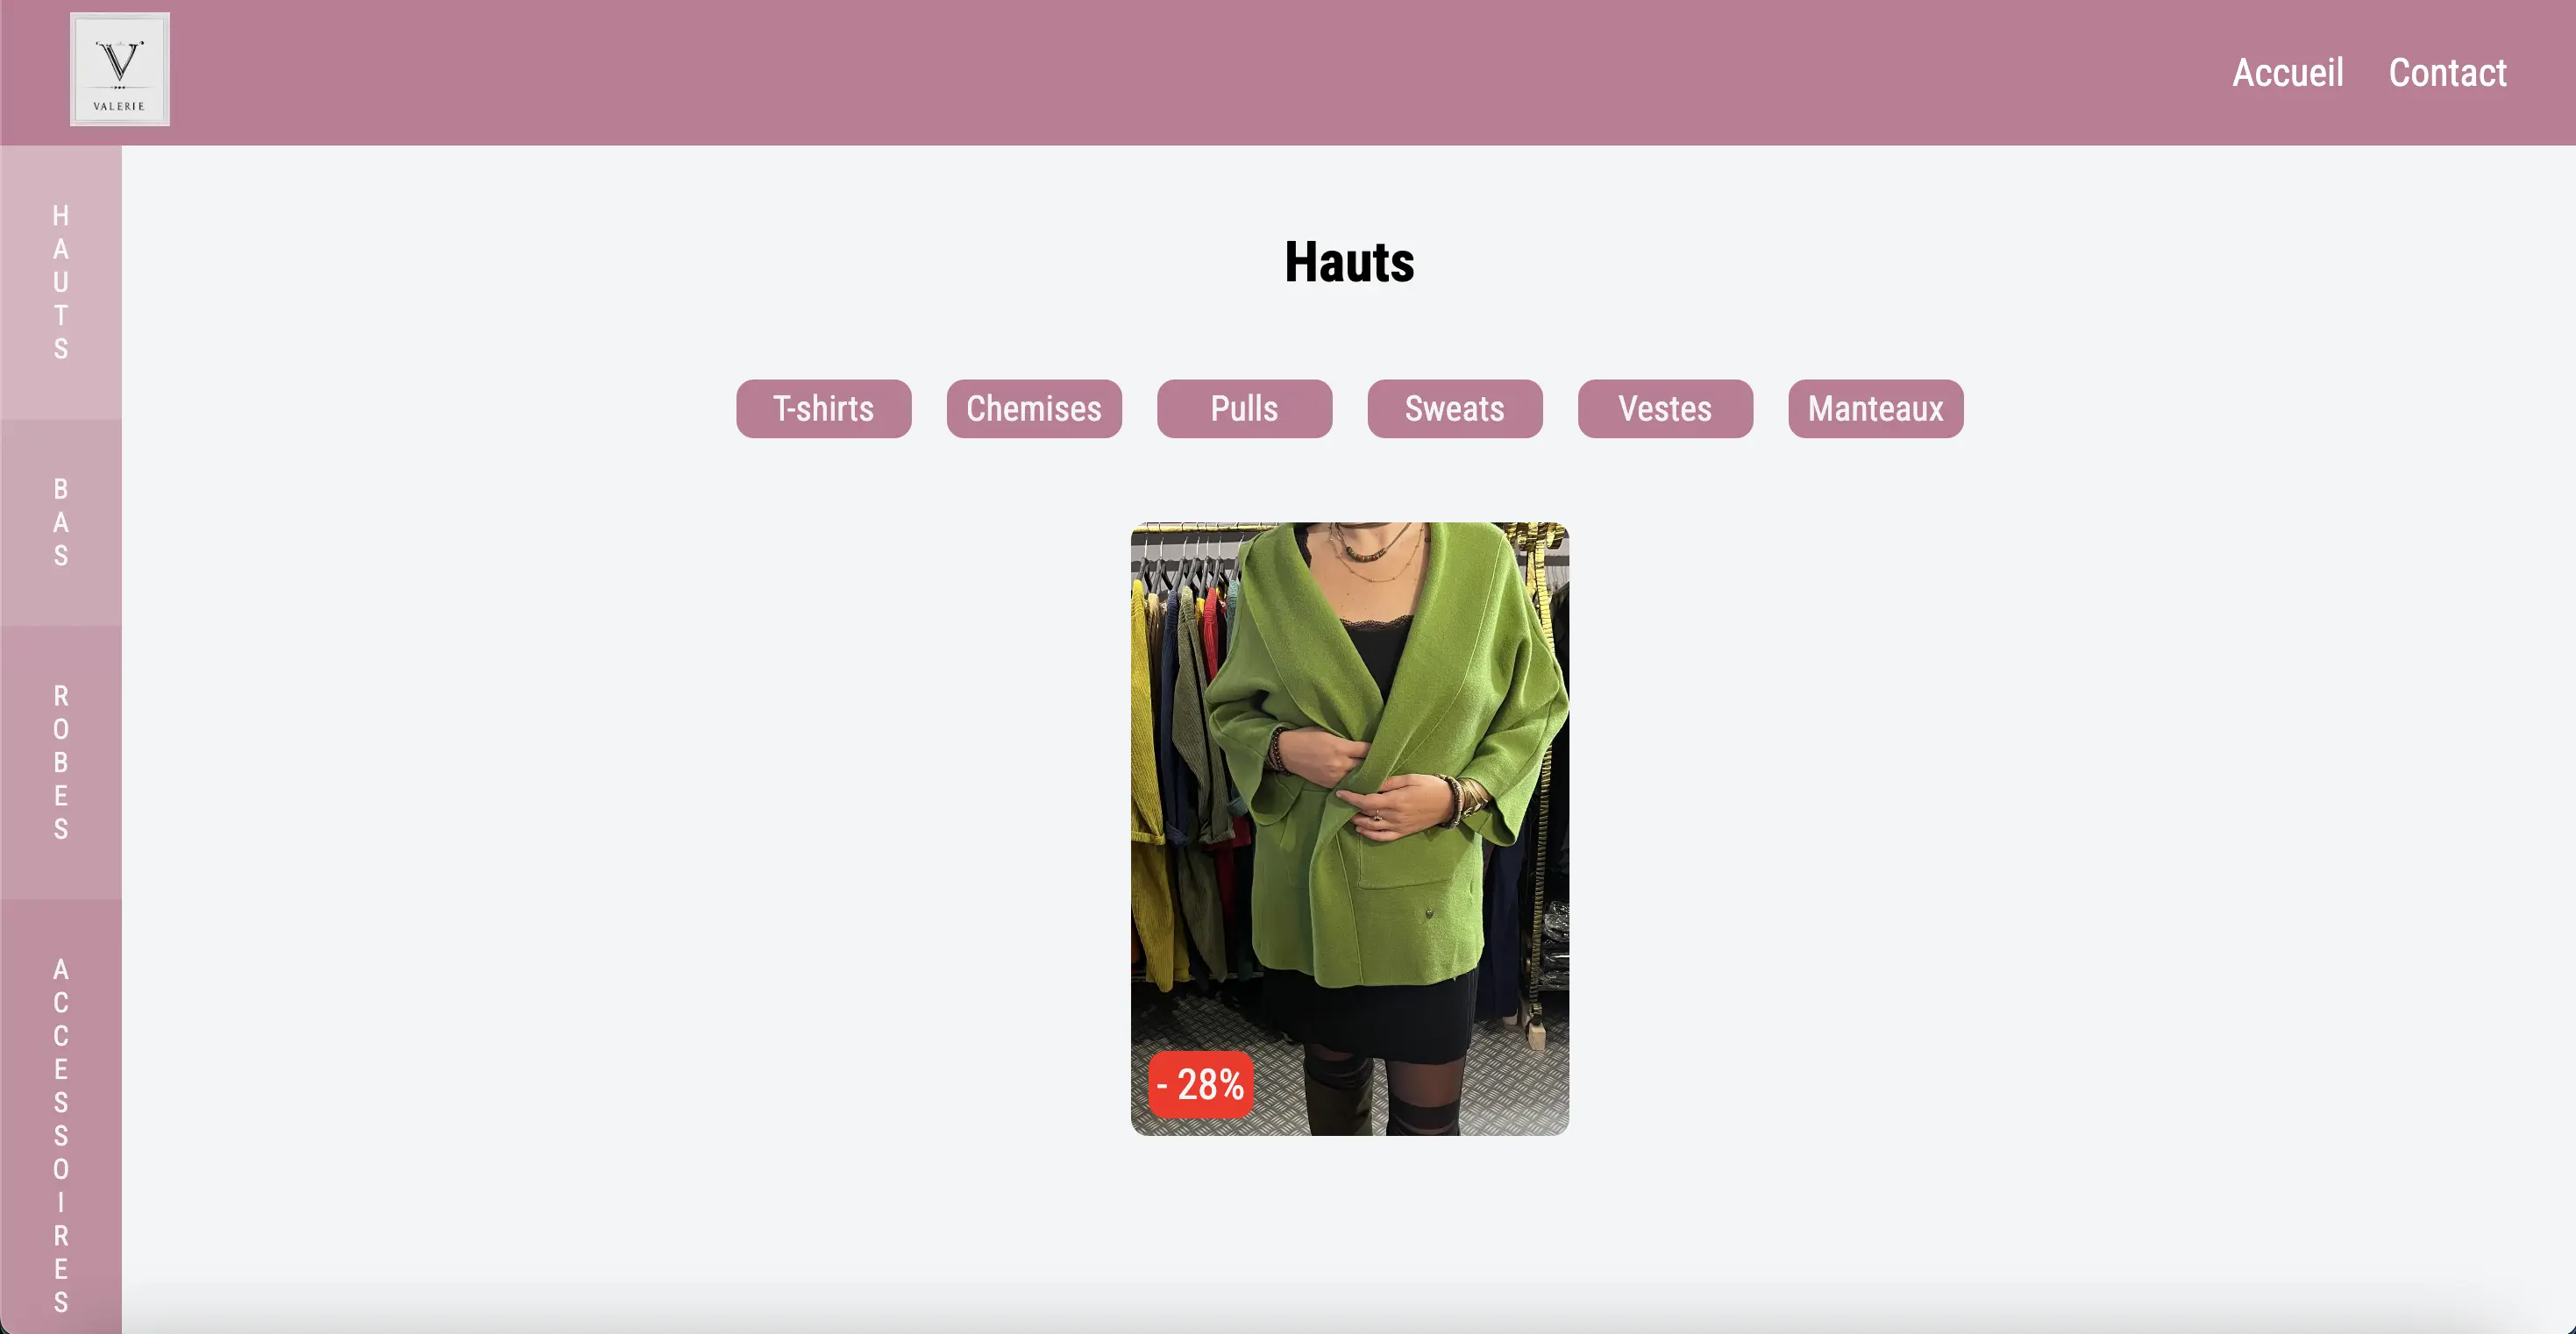 V
VALERIE
Accueil Contact
HAUTS
BAS
ROBES
ACCESSOIRES
Hauts
T-shirts Chemises Pulls Sweats Vestes Manteaux
- 28%